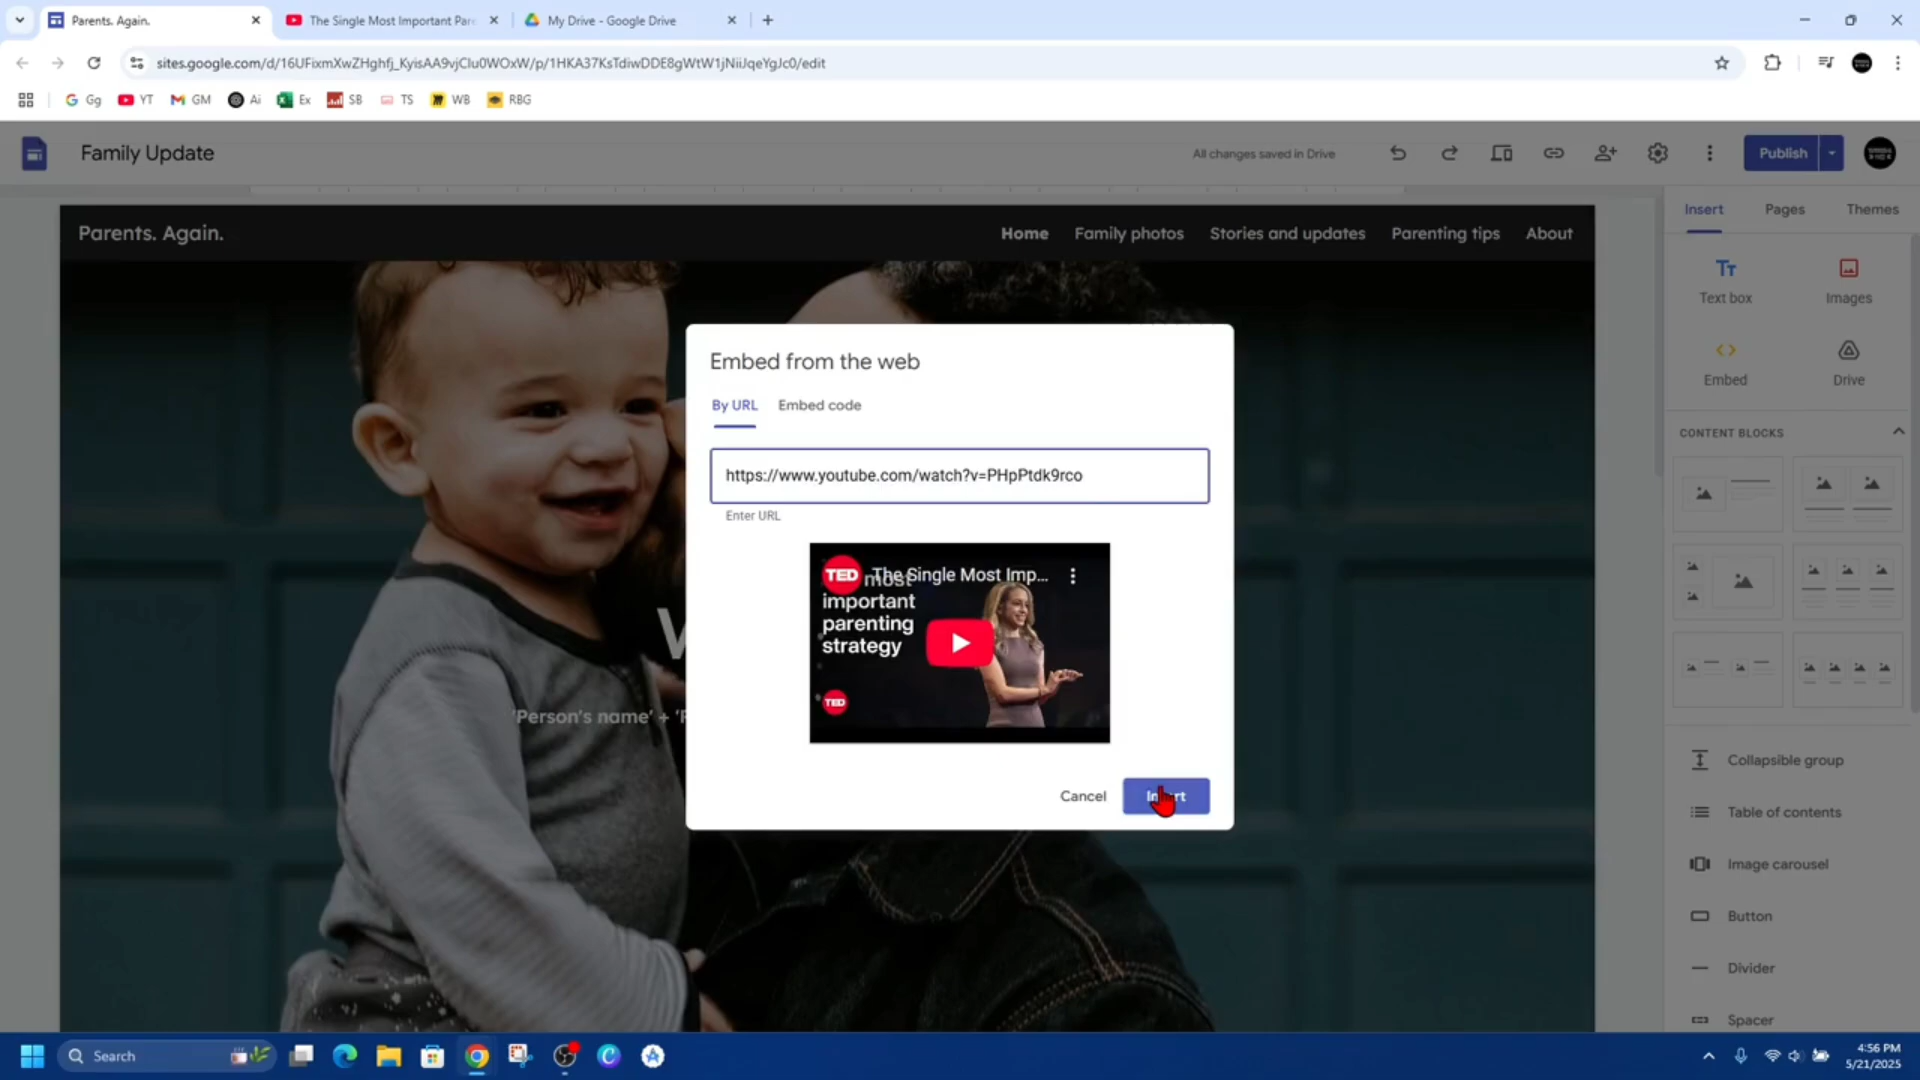 Parents. Again.
The Single Most Important Par
My Drive - Google Drive
sites.google.com/d/16UFixmXwZHghfj_KyisAA9vjClu0WOxW/p/1HKA37KsTdiwDDE8gWtW1jNiiJqeYgJc0/edit
Gg
YT
GM
Ai
Ex
SB
TS
WB
RBG
Family Update
All changes saved in Drive
Publish
Parents. Again.
Home
Family photos
Stories and updates
Parenting tips
About
Insert
Pages
Themes
Text box
Images
Embed
Drive
CONTENT BLOCKS
Collapsible group
Table of contents
Image carousel
Button
Divider
Spacer
'Person's name' +
Embed from the web
By URL
Embed code
https://www.youtube.com/watch?v=PHpPtdk9rco
Enter URL
TED
The Single Most Imp...
most
important
parenting
strategy
TED
Cancel
Insert
Search
4:56 PM
5/21/2025